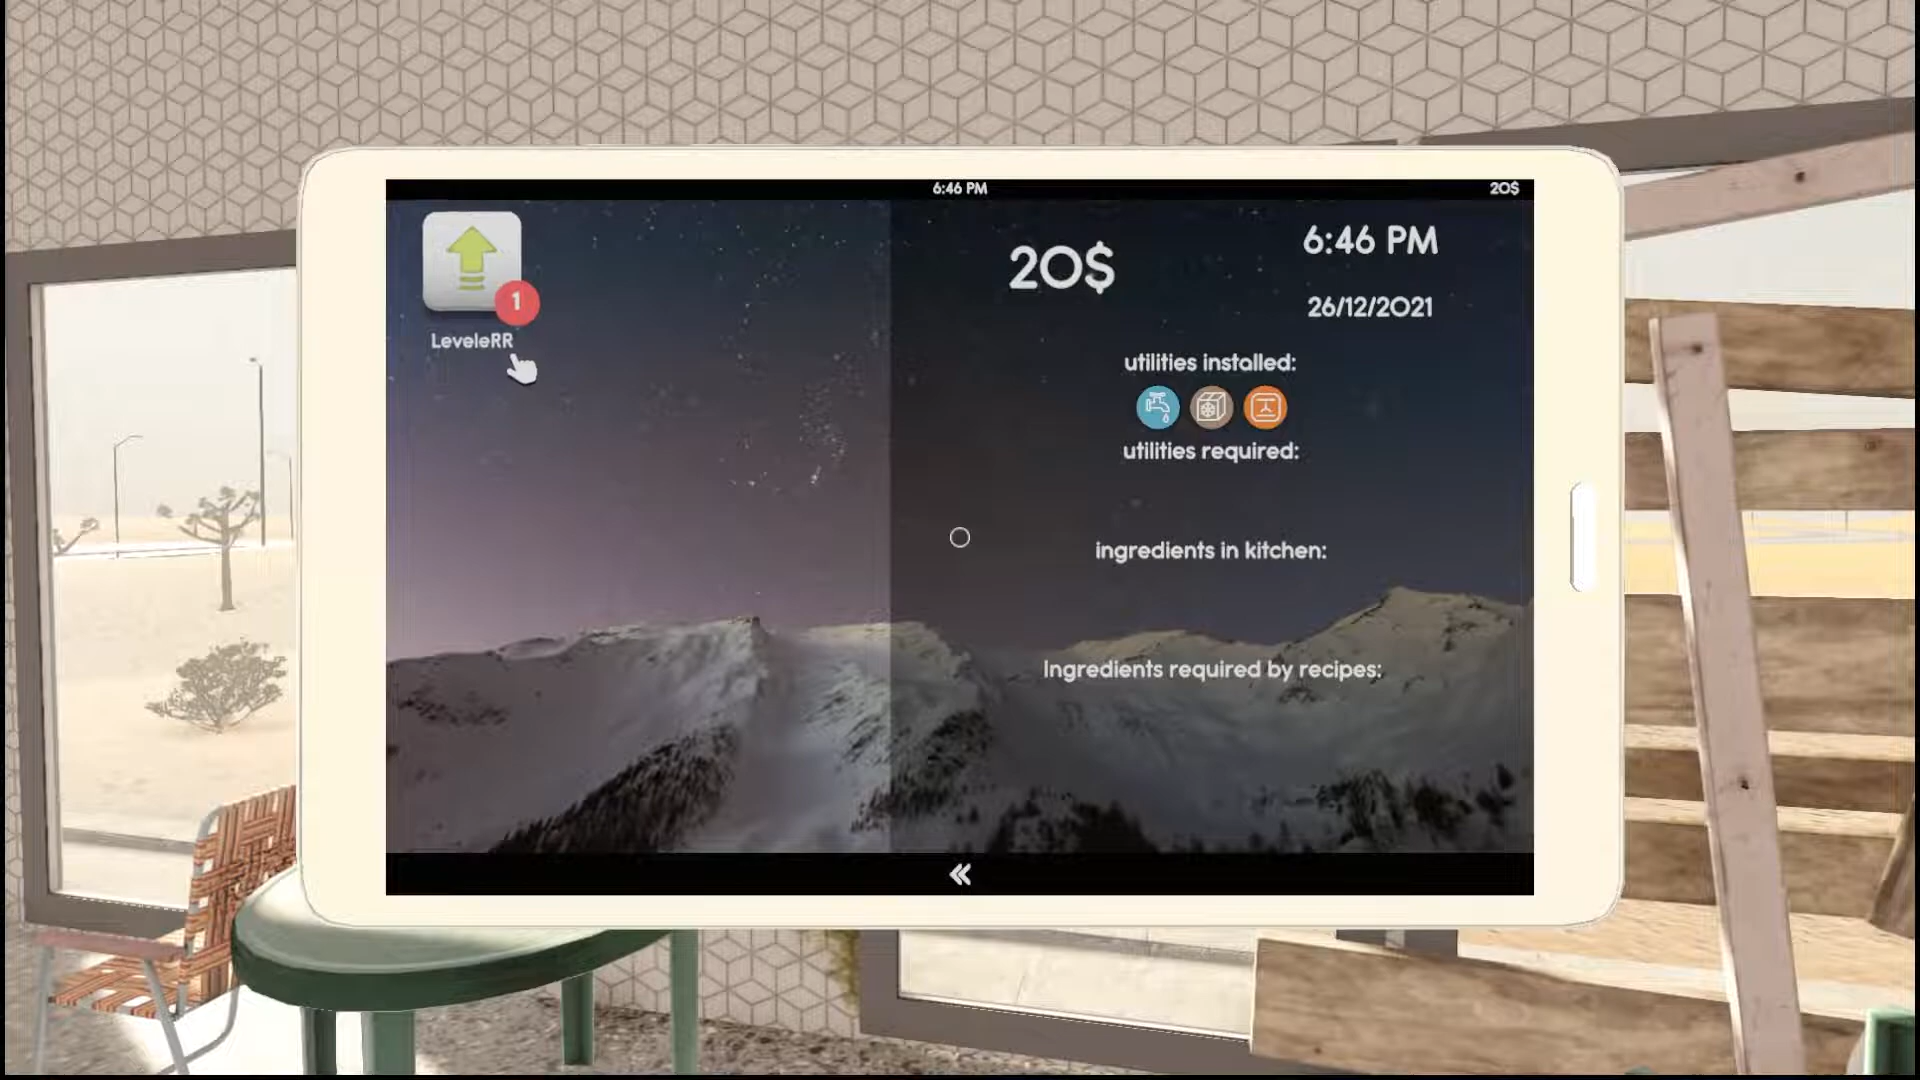 6:46 PM
20$
1
LeveleRR
20$
6:46 PM
26/12/2021
utilities installed:
utilities required:
ingredients in kitchen:
Ingredients required by recipes: